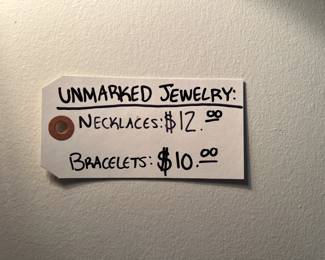 UNMARKED JEWELRY:
NECKLACES: $12.00
BRACELETS: $10.00